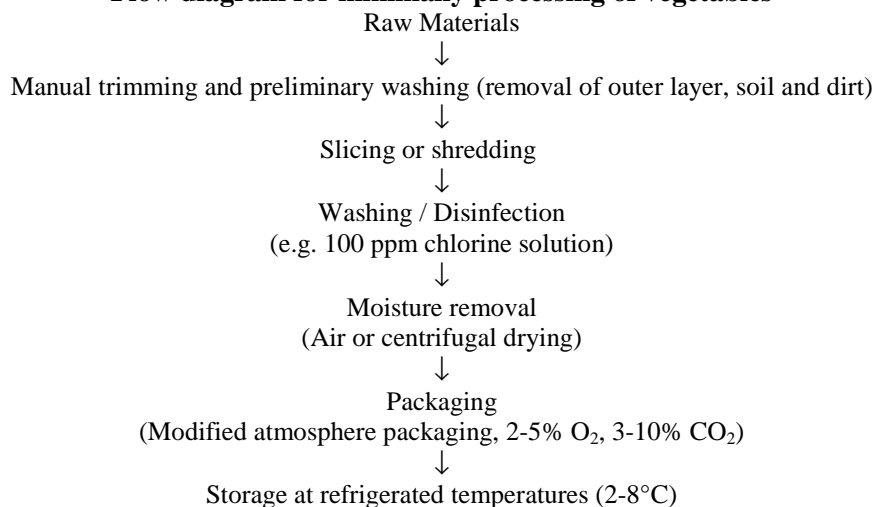 Flow diagram for minimally processing of vegetables
Raw Materials
↓
Manual trimming and preliminary washing (removal of outer layer, soil and dirt)
↓
Slicing or shredding
↓
Washing / Disinfection
(e.g. 100 ppm chlorine solution)
↓
Moisture removal
(Air or centrifugal drying)
↓
Packaging
(Modified atmosphere packaging, 2-5% O₂, 3-10% CO₂)
↓
Storage at refrigerated temperatures (2-8°C)